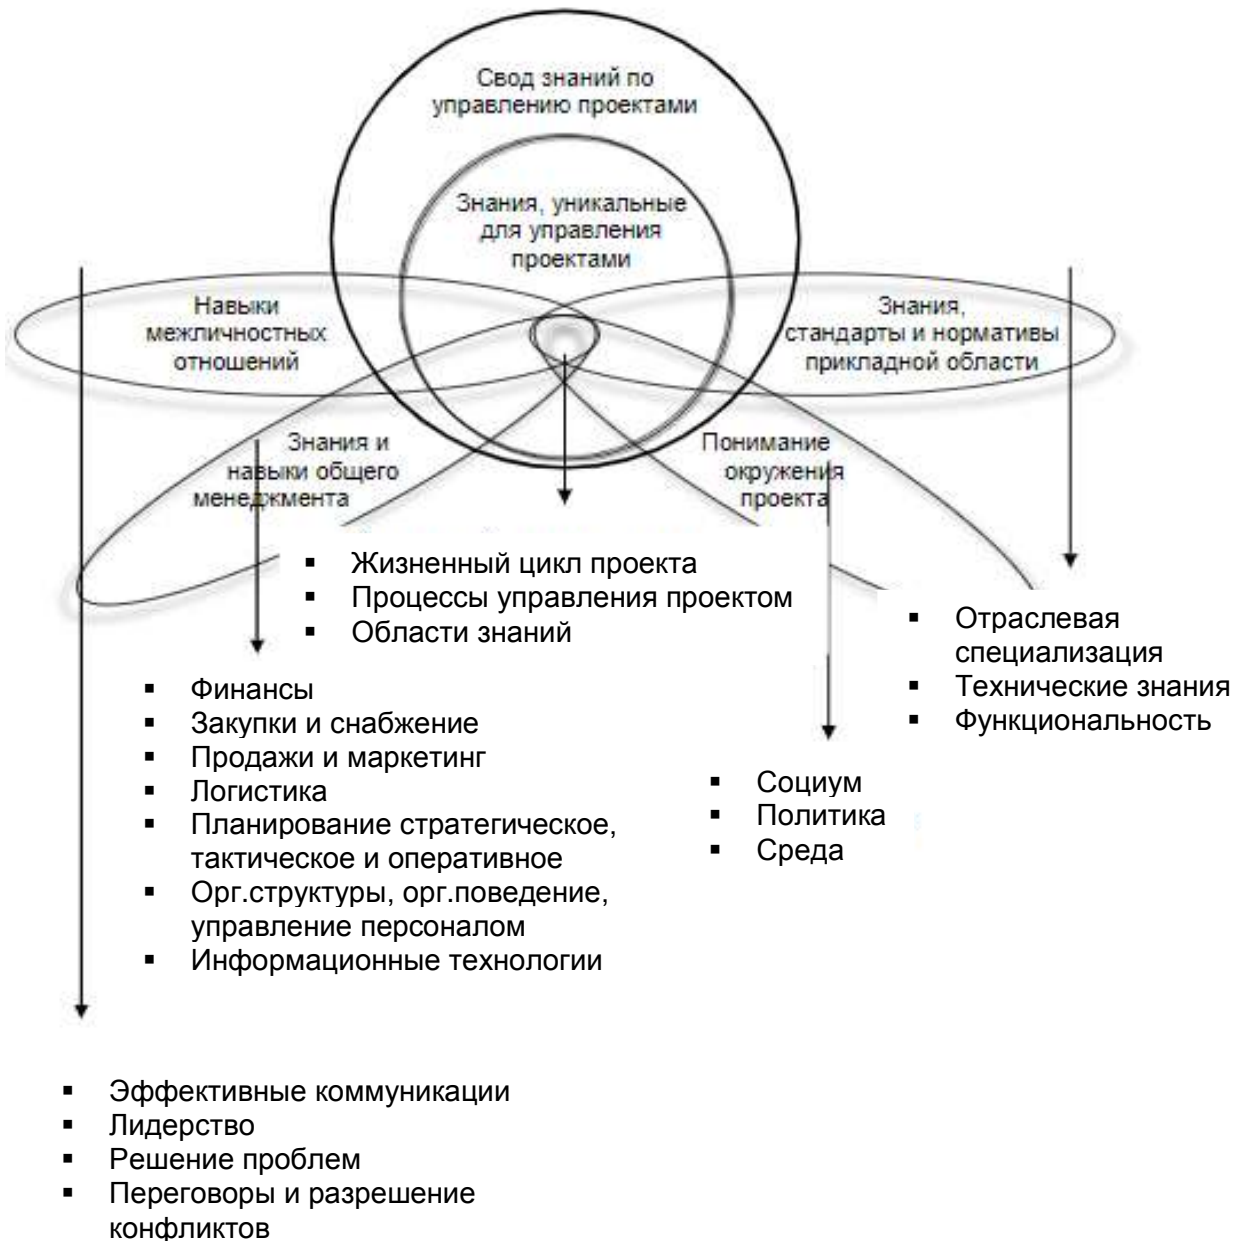 Свод знаний по
управлению проектами
Знания, уникальные
для управления
проектами
Навыки
межличностных
отношений
Знания,
стандарты и нормативы
прикладной области
Знания и
навыки общего
менеджмента
Понимание
окружения
проекта
▪ Жизненный цикл проекта
▪ Процессы управления проектом
▪ Области знаний
▪ Отраслевая
специализация
▪ Технические знания
▪ Функциональность
▪ Финансы
▪ Закупки и снабжение
▪ Продажи и маркетинг
▪ Логистика
▪ Планирование стратегическое,
тактическое и оперативное
▪ Орг.структуры, орг.поведение,
управление персоналом
▪ Информационные технологии
▪ Социум
▪ Политика
▪ Среда
▪ Эффективные коммуникации
▪ Лидерство
▪ Решение проблем
▪ Переговоры и разрешение
конфликтов